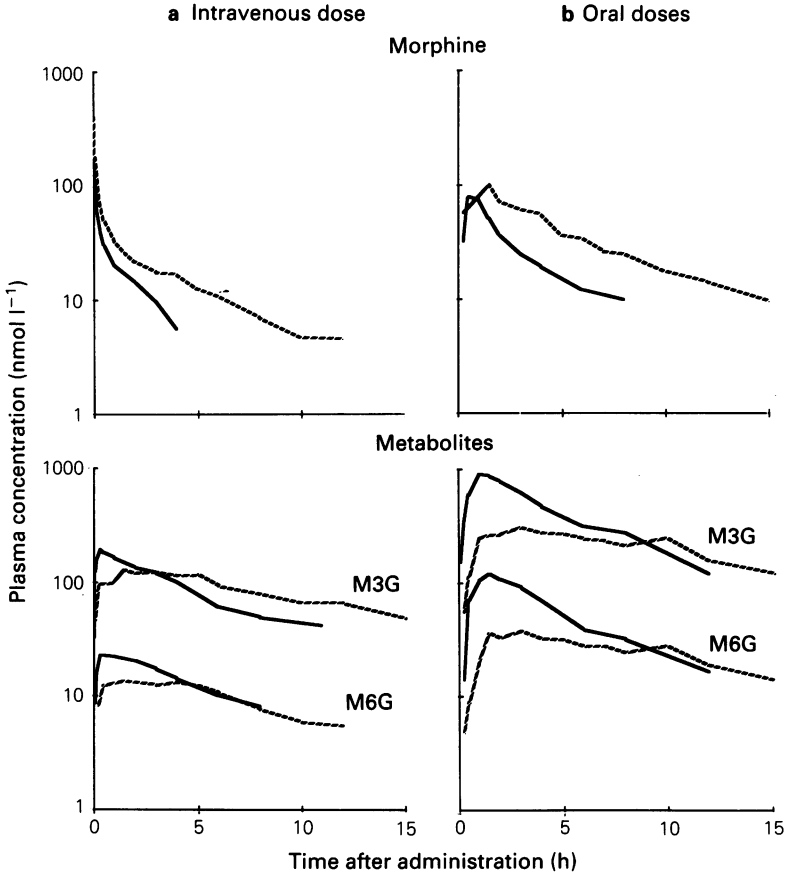 a Intravenous dose
b Oral doses
Morphine
1000
100
10
1
Metabolites
1000
100
10
1
M3G
M6G
M3G
M6G
0 5 10 15
0 5 10 15
Plasma concentration (nmol l⁻¹)
Time after administration (h)